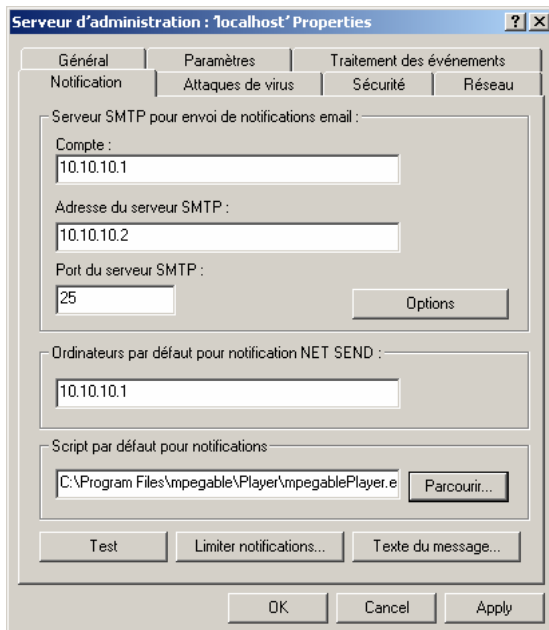 Serveur d'administration : 'localhost' Properties
Général Paramètres Traitement des événements
Notification Attaques de virus Sécurité Réseau
Serveur SMTP pour envoi de notifications email :
Compte :
10.10.10.1
Adresse du serveur SMTP :
10.10.10.2
Port du serveur SMTP :
25
Options
Ordinateurs par défaut pour notification NET SEND :
10.10.10.1
Script par défaut pour notifications
C:\Program Files\mpegable\Player\mpegablePlayer.e Parcourir...
Test Limiter notifications... Texte du message...
OK Cancel Apply